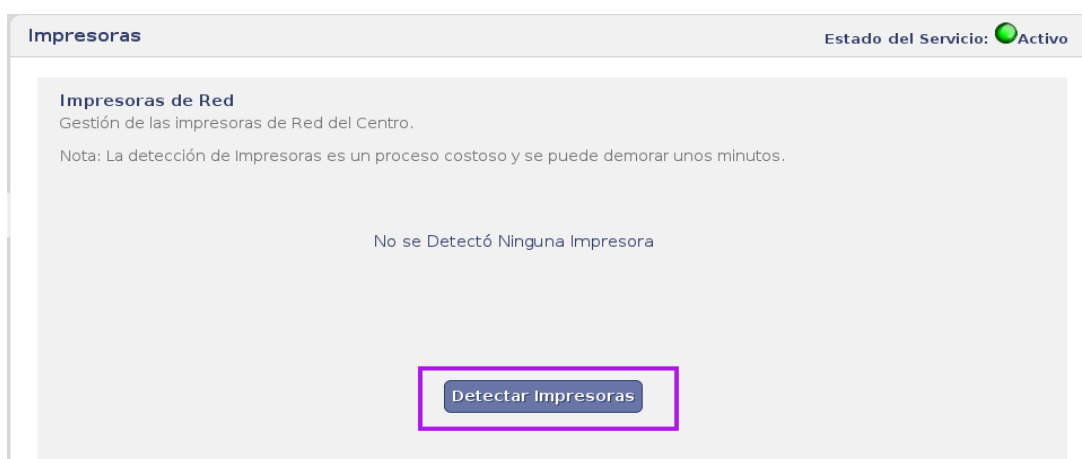 Impresoras
Estado del Servicio: Activo
Impresoras de Red
Gestión de las impresoras de Red del Centro.
Nota: La detección de Impresoras es un proceso costoso y se puede demorar unos minutos.
No se Detectó Ninguna Impresora
Detectar Impresoras